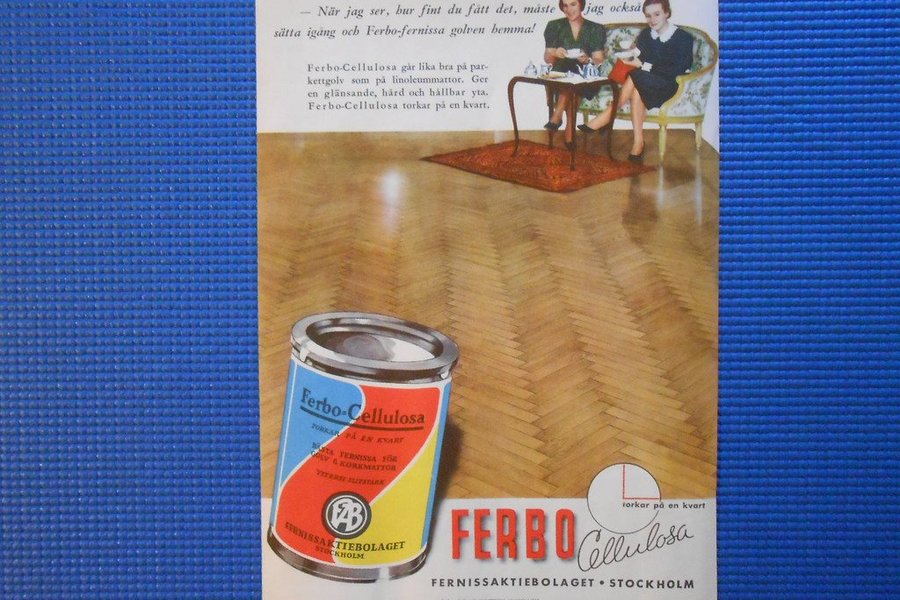 — När jag ser, hur fint du fått det, måste jag också
sätta igång och Ferbo-fernissa golven hemma!
Ferbo-Cellulosa går lika bra på par-
kettgolv som på linoleummattor. Ger
en glänsande, hård och hållbar yta.
Ferbo-Cellulosa torkar på en kvart.
Ferbo-Cellulosa
TORKAR PÅ EN KVART
BÄSTA FERNISSA FÖR
GOLV & KORKMATTOR
YTTERST SLITSTARK
FAB
FERNISSAKTIEBOLAGET
STOCKHOLM
torkar på en kvart
FERBO
Cellulosa
FERNISSAKTIEBOLAGET • STOCKHOLM